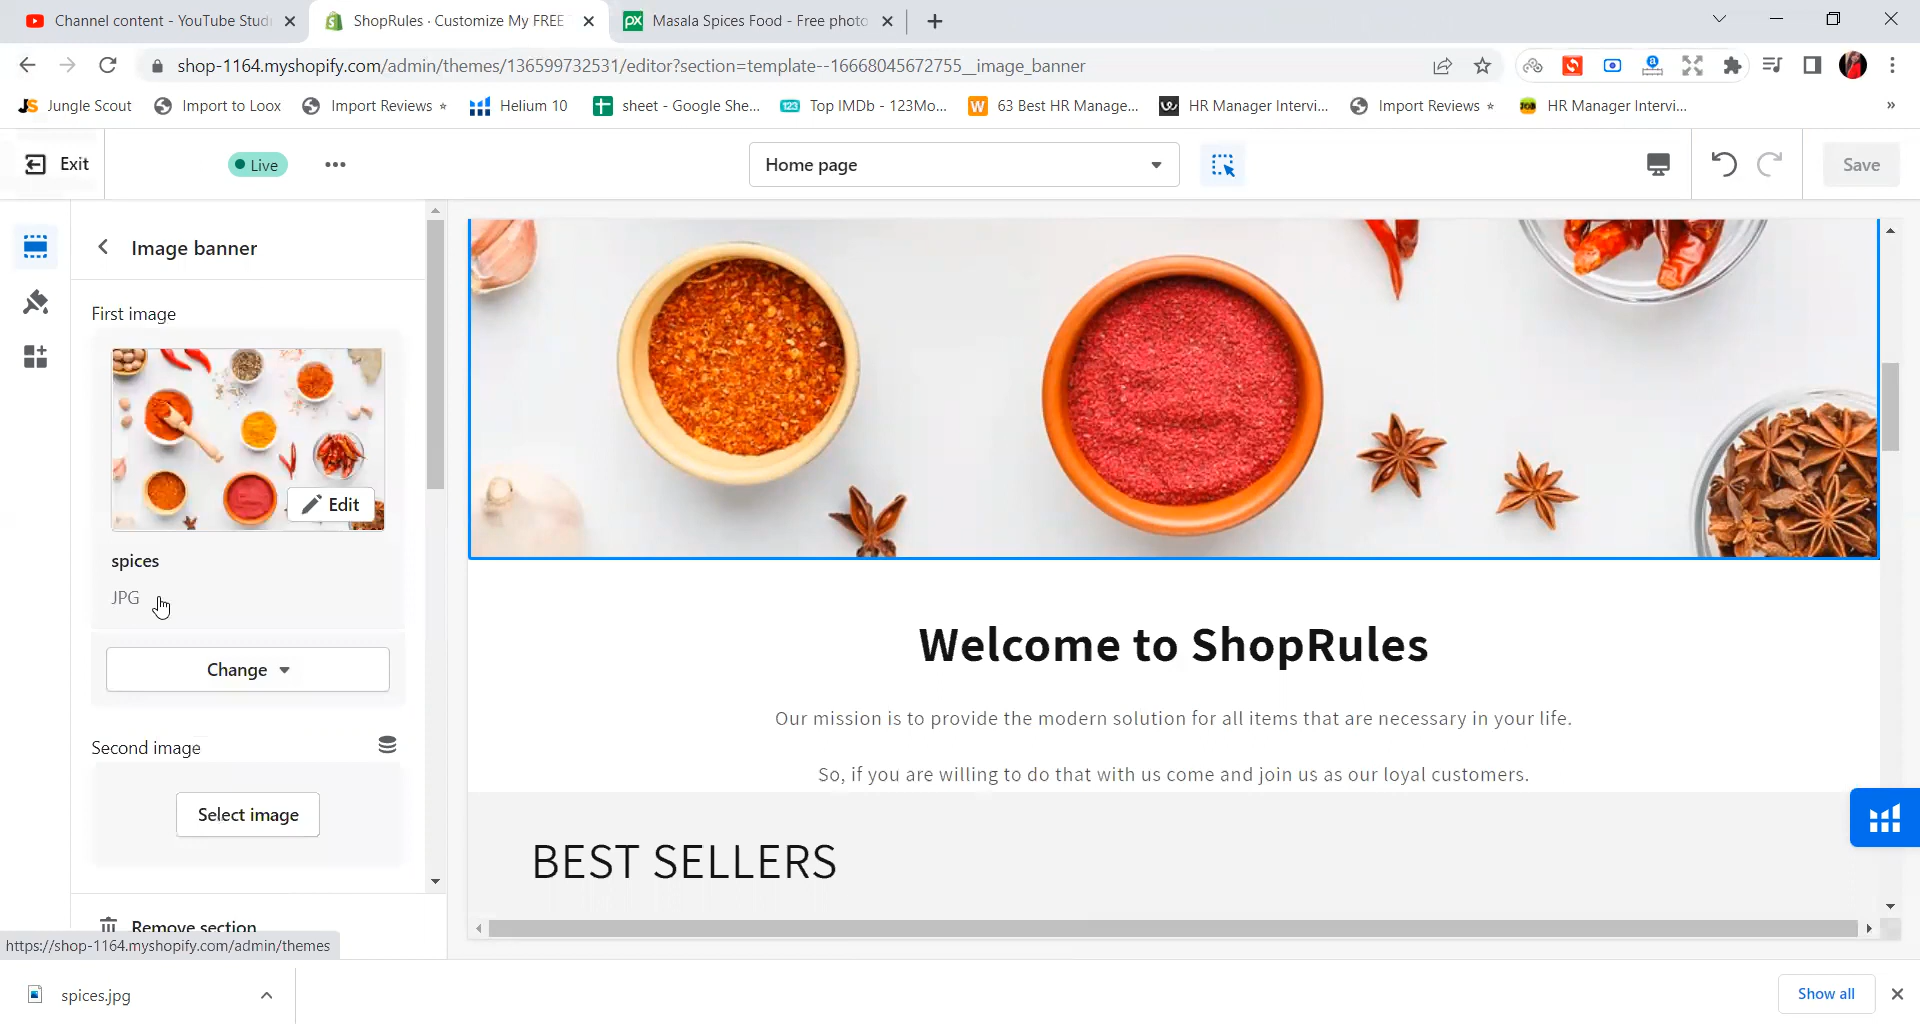 Channel content - YouTube Stud
ShopRules · Customize My FREE
Masala Spices Food - Free photo
shop-1164.myshopify.com/admin/themes/136599732531/editor?section=template--16668045672755__image_banner
Jungle Scout
Import to Loox
Import Reviews ⭐
Helium 10
sheet - Google She...
Top IMDb - 123Mo...
63 Best HR Manage...
HR Manager Intervi...
Import Reviews ⭐
HR Manager Intervi...
»
Exit
Live
Home page
Save
Image banner
First image
Edit
spices
JPG
Change
Second image
Select image
Remove section
Welcome to ShopRules
Our mission is to provide the modern solution for all items that are necessary in your life.
So, if you are willing to do that with us come and join us as our loyal customers.
BEST SELLERS
https://shop-1164.myshopify.com/admin/themes
spices.jpg
Show all